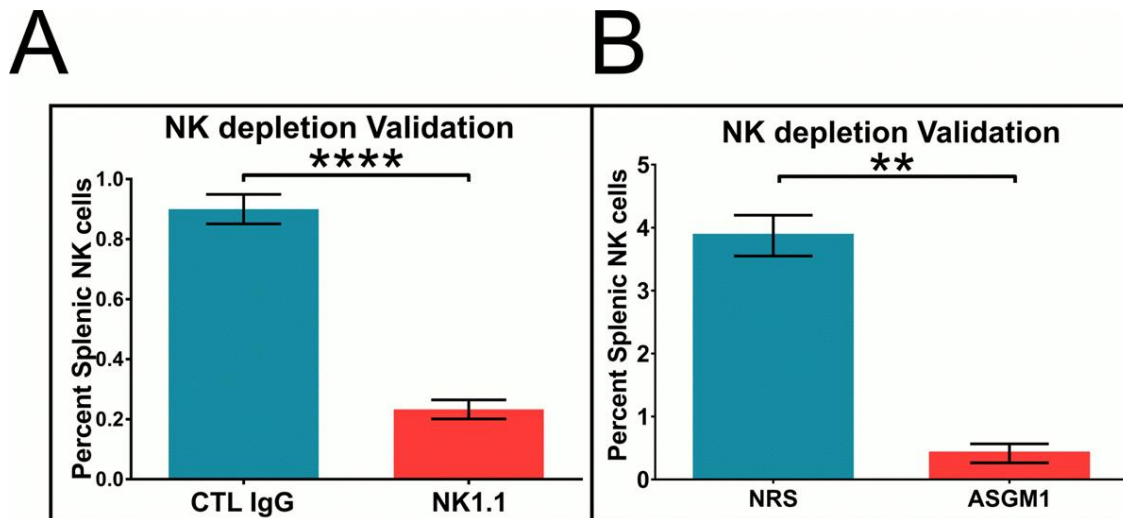 A
B
NK depletion Validation
****
Percent Splenic NK cells
1.0
0.8
0.6
0.4
0.2
0.0
CTL IgG
NK1.1
NK depletion Validation
**
Percent Splenic NK cells
5
4
3
2
1
0
NRS
ASGM1